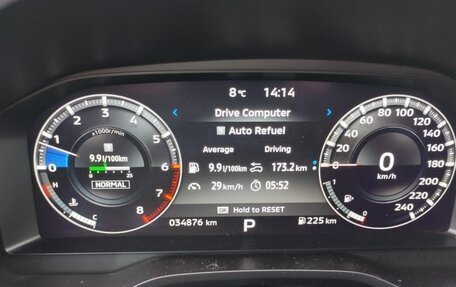 8°C 14:14
Drive Computer
Auto Refuel
Average Driving
9.9 l/100km 173.2 km
29 km/h 05:52
OK Hold to RESET
034876 km P 225 km
0 1 2 3 4 5 6 7 8
x1000r/min
9.9 l/100km
0 25
NORMAL
H C
0 20 40 60 80 100 120 140 160 180 200 220 240
0
km/h